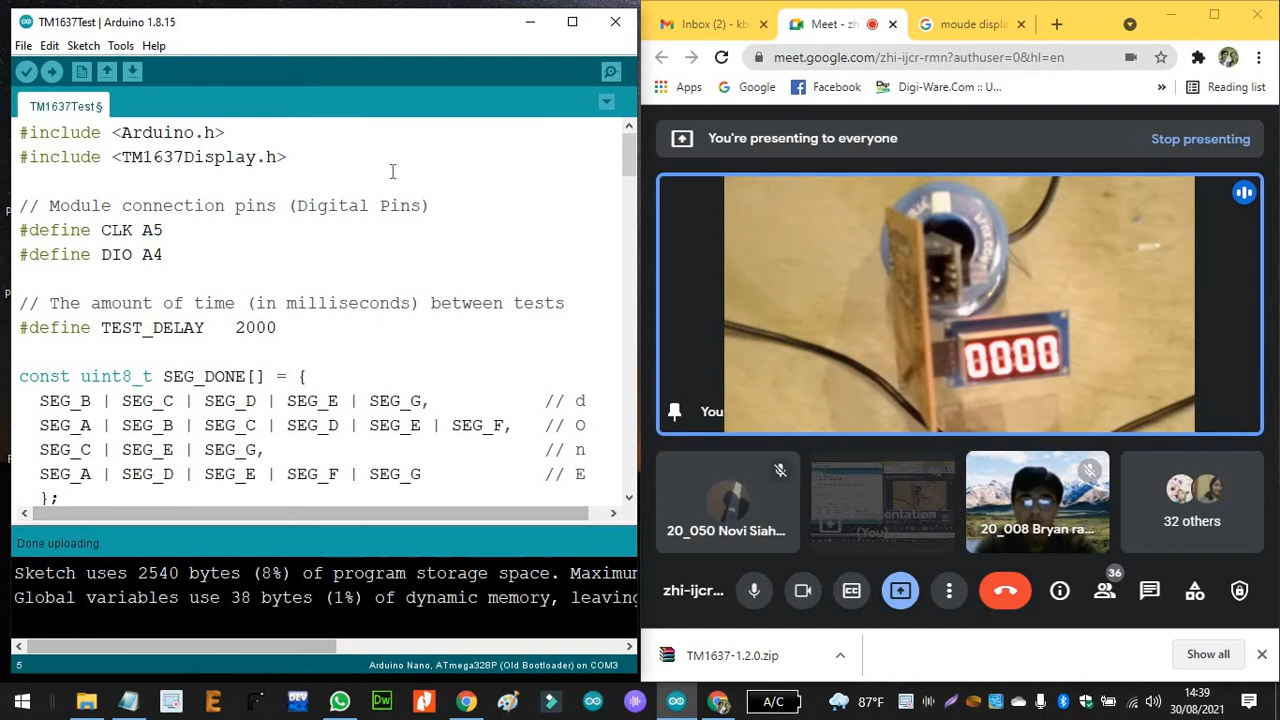 TM1637Test | Arduino 1.8.15
File Edit Sketch Tools Help
TM1637Test§
#include <Arduino.h>
#include <TM1637Display.h>
// Module connection pins (Digital Pins)
#define CLK A5
#define DIO A4
// The amount of time (in milliseconds) between tests
#define TEST_DELAY 2000
const uint8_t SEG_DONE[] = {
SEG_B | SEG_C | SEG_D | SEG_E | SEG_G, // d
SEG_A | SEG_B | SEG_C | SEG_D | SEG_E | SEG_F, // O
SEG_C | SEG_E | SEG_G, // n
SEG_A | SEG_D | SEG_E | SEG_F | SEG_G // E
};
Done uploading.
Sketch uses 2540 bytes (8%) of program storage space. Maximum
Global variables use 38 bytes (1%) of dynamic memory, leaving
5
Arduino Nano, ATmega328P (Old Bootloader) on COM3
Inbox (2) - kb
Meet - zh
moude displ
meet.google.com/zhi-ijcr-rmn?authuser=0&hl=en
Apps Google Facebook Digi-Ware.Com :: U... » Reading list
You're presenting to everyone
Stop presenting
0000
You
20_050 Novi Siah...
Presentation
(You)
20_008 Bryan ra...
32 others
zhi-ijcr...
36
TM1637-1.2.0.zip
Show all
DEV
Dw
A/C
87°F
14:39
30/08/2021